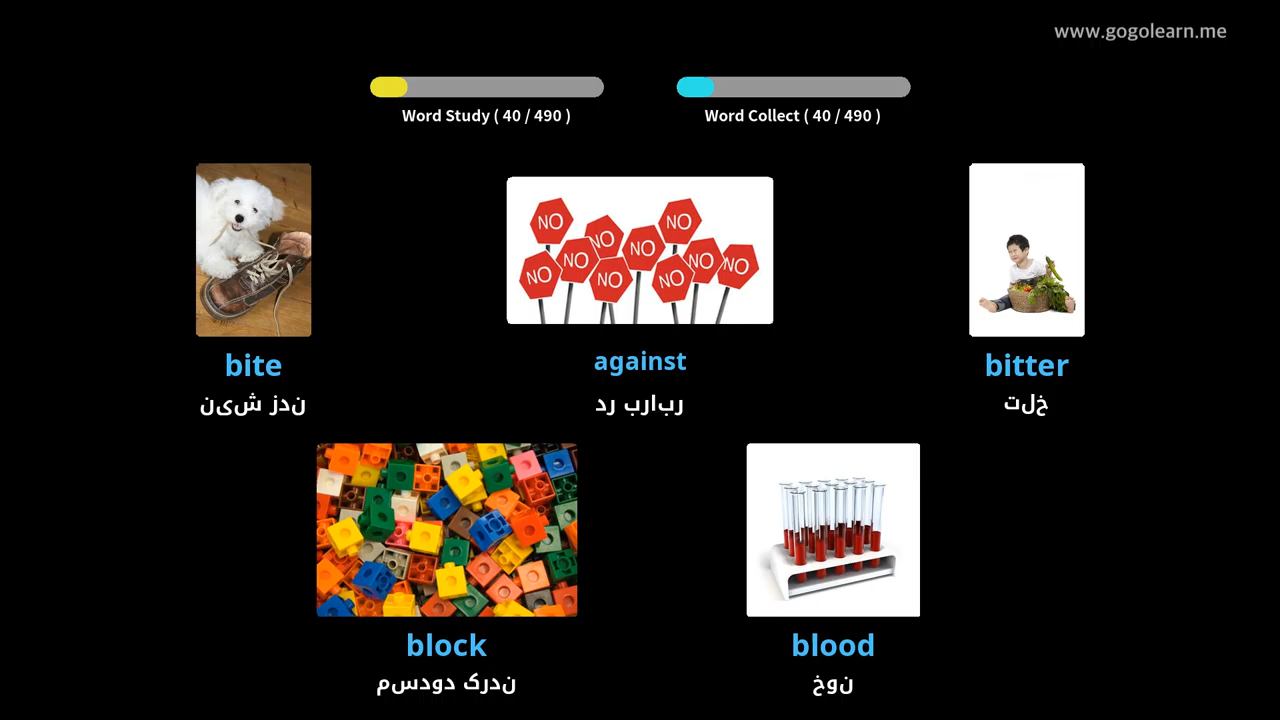 www.gogolearn.me
Word Study ( 40 / 490 )
Word Collect ( 40 / 490 )
bite
against
bitter
نیش زدن
در برابر
تلخ
block
blood
مسدود کردن
خون
NO
NO
NO
NO
NO
NO
NO
NO
NO
NO